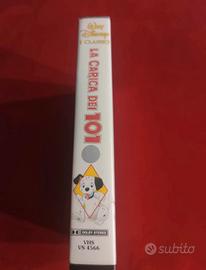 Walt
Disney
I CLASSICI
LA CARICA DEI
101
DOLBY STEREO
VHS
VS 4566
subito